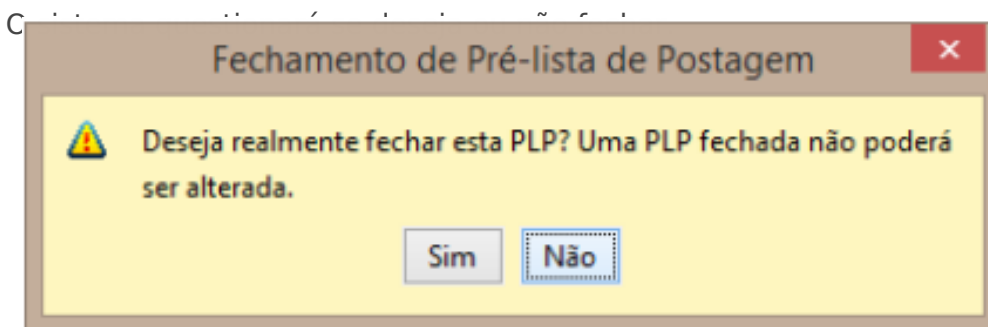 Fechamento de Pré-lista de Postagem
Deseja realmente fechar esta PLP? Uma PLP fechada não poderá
ser alterada.
Sim Não